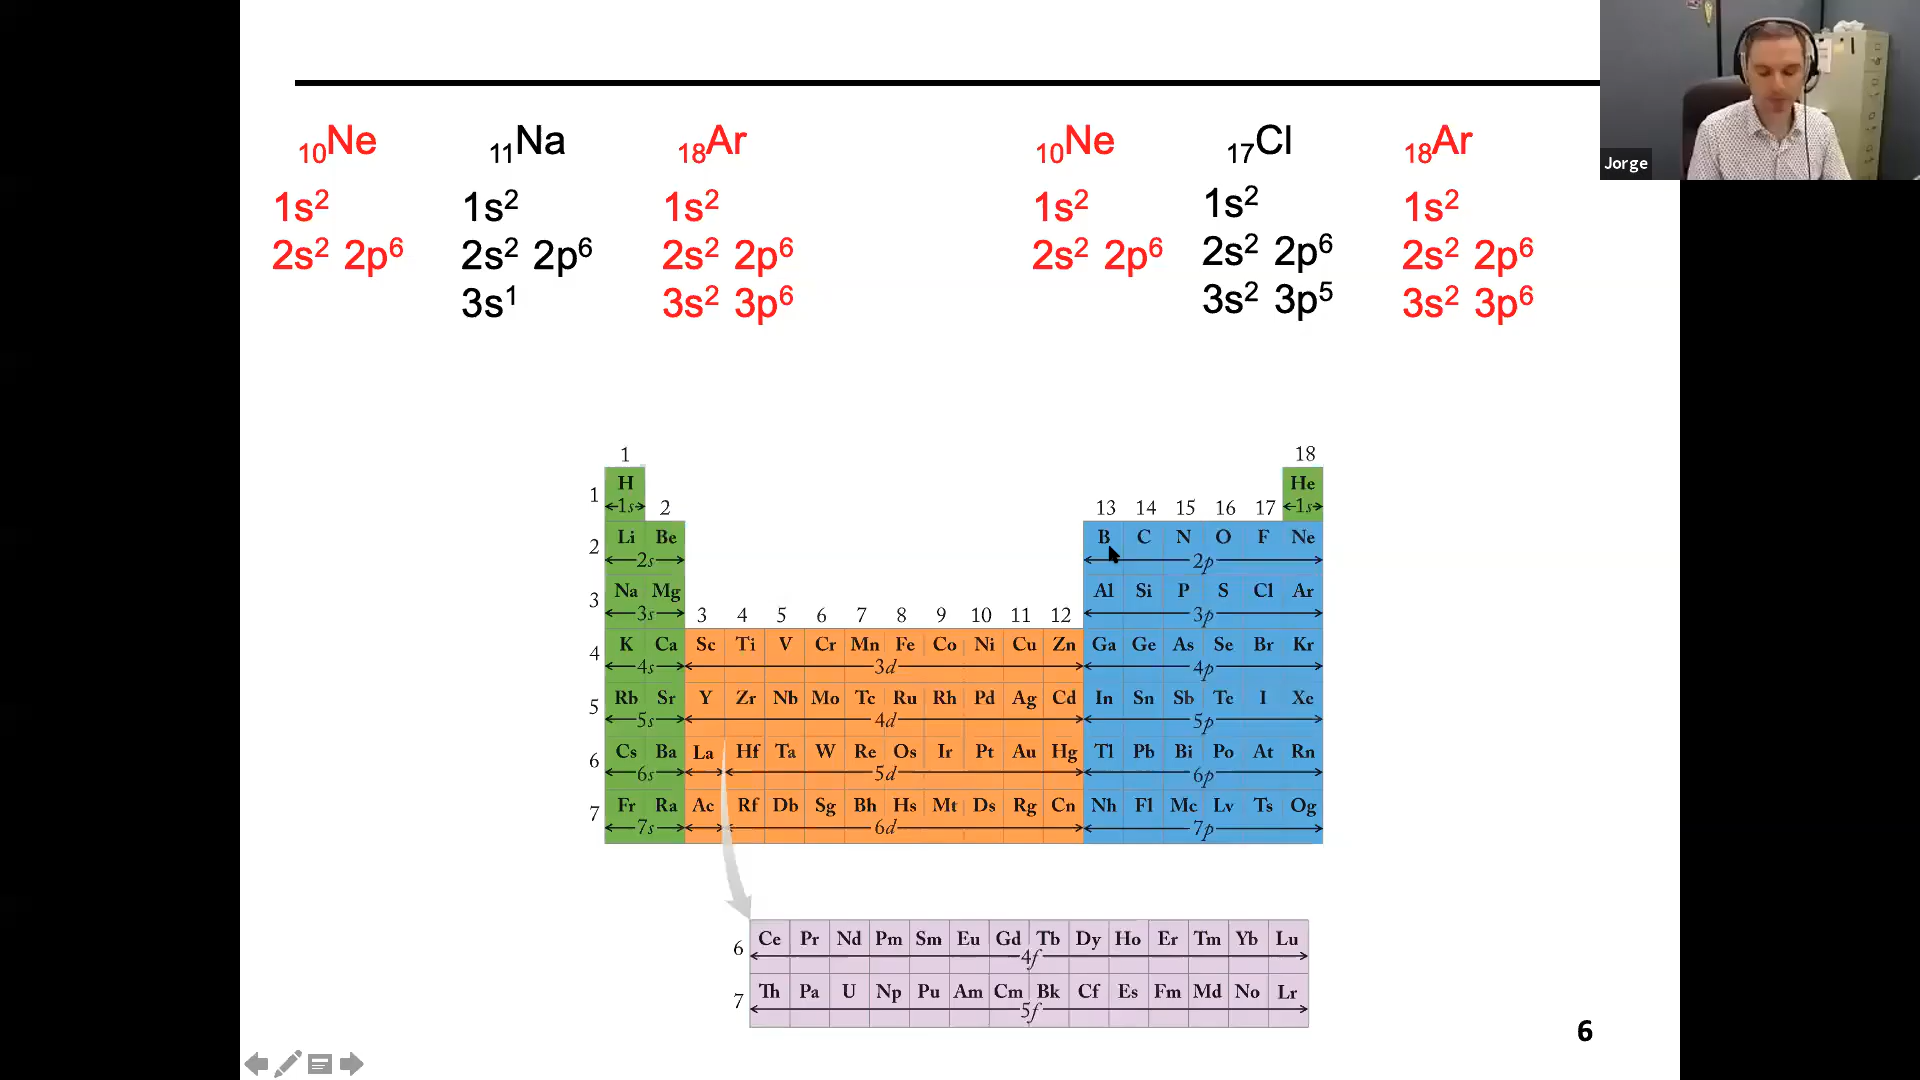 ₁₀Ne ₁₁Na ₁₈Ar ₁₀Ne ₁₇Cl ₁₈Ar
1s² 1s² 1s² 1s² 1s² 1s²
2s² 2p⁶ 2s² 2p⁶ 2s² 2p⁶ 2s² 2p⁶ 2s² 2p⁶ 2s² 2p⁶
3s¹ 3s² 3p⁶ 3s² 3p⁵ 3s² 3p⁶
Jorge
1 18
1 H He
1s 2 13 14 15 16 17 1s
2 Li Be B C N O F Ne
2s 2p
3 Na Mg Al Si P S Cl Ar
3s 3 4 5 6 7 8 9 10 11 12 3p
4 K Ca Sc Ti V Cr Mn Fe Co Ni Cu Zn Ga Ge As Se Br Kr
4s 3d 4p
5 Rb Sr Y Zr Nb Mo Tc Ru Rh Pd Ag Cd In Sn Sb Te I Xe
5s 4d 5p
6 Cs Ba La Hf Ta W Re Os Ir Pt Au Hg Tl Pb Bi Po At Rn
6s 5d 6p
7 Fr Ra Ac Rf Db Sg Bh Hs Mt Ds Rg Cn Nh Fl Mc Lv Ts Og
7s 6d 7p
6 Ce Pr Nd Pm Sm Eu Gd Tb Dy Ho Er Tm Yb Lu
4f
7 Th Pa U Np Pu Am Cm Bk Cf Es Fm Md No Lr
5f
6